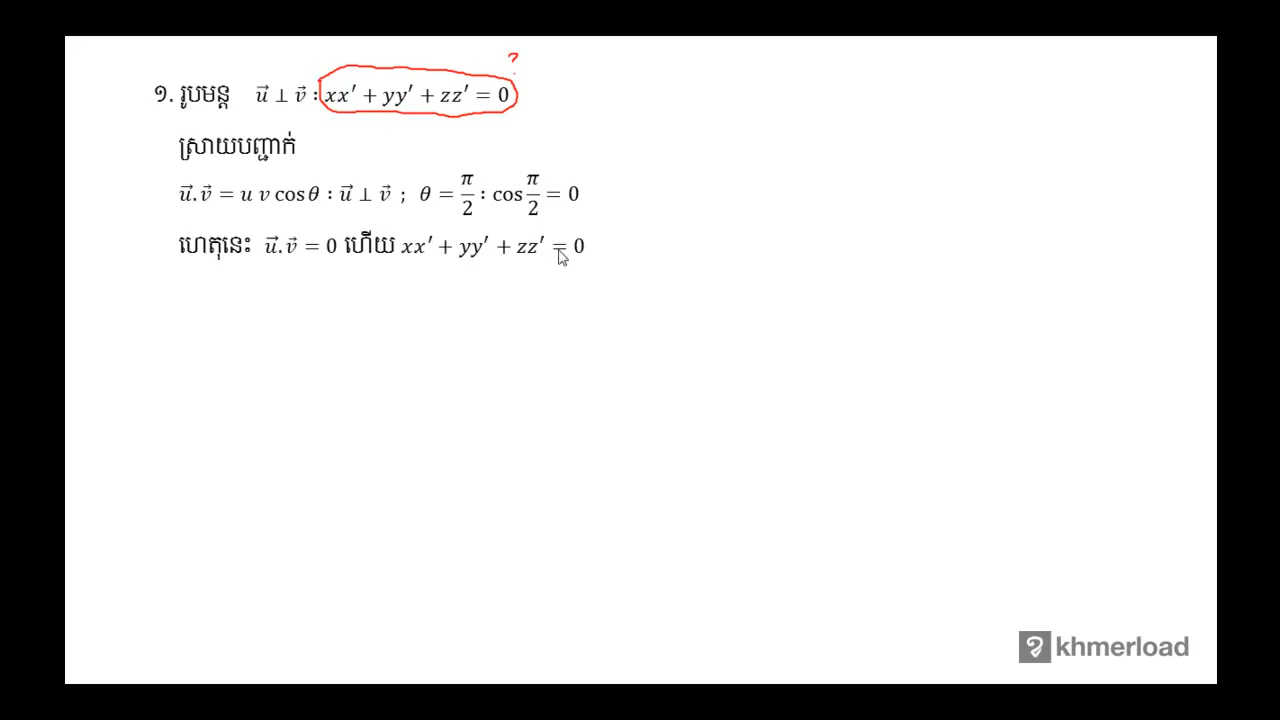 ១. រូបមន្ត u⃗ ⊥ v⃗ : xx′ + yy′ + zz′ = 0 ?
ស្រាយបញ្ជាក់
u⃗.v⃗ = u v cosθ : u⃗ ⊥ v⃗ ; θ = π/2 : cos π/2 = 0
ហេតុនេះ u⃗.v⃗ = 0 ហើយ xx′ + yy′ + zz′ = 0
khmerload